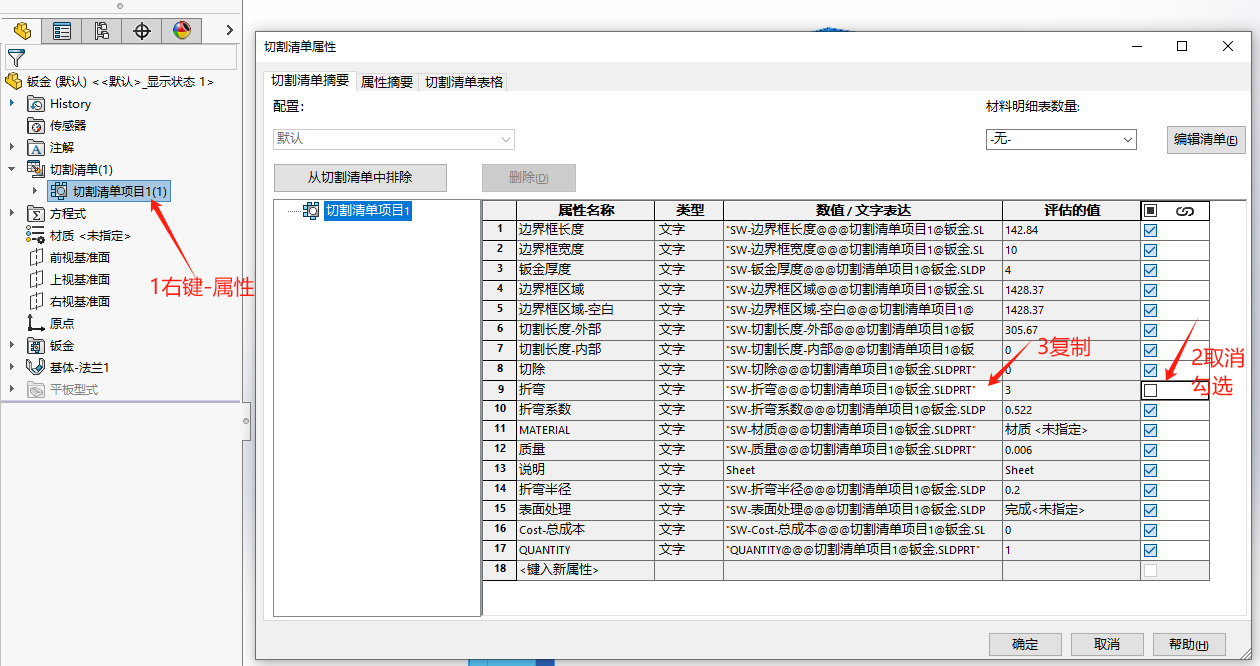 钣金 (默认) <<默认>_显示状态 1>
History
传感器
注解
切割清单(1)
切割清单项目1(1)
方程式
材质 <未指定>
前视基准面
上视基准面
右视基准面
原点
钣金
基体-法兰1
平板型式
1右键-属性
切割清单属性
切割清单摘要 属性摘要 切割清单表格
配置: 材料明细表数量:
默认 -无- 编辑清单(E)
从切割清单中排除 删除(D)
切割清单项目1
属性名称 类型 数值 / 文字表达 评估的值
1 边界框长度 文字 "SW-边界框长度@@@切割清单项目1@钣金.SL 142.84
2 边界框宽度 文字 "SW-边界框宽度@@@切割清单项目1@钣金.SL 10
3 钣金厚度 文字 "SW-钣金厚度@@@切割清单项目1@钣金.SLDP 4
4 边界框区域 文字 "SW-边界框区域@@@切割清单项目1@钣金.SL 1428.37
5 边界框区域-空白 文字 "SW-边界框区域-空白@@@切割清单项目1@ 1428.37
6 切割长度-外部 文字 "SW-切割长度-外部@@@切割清单项目1@钣 305.67
7 切割长度-内部 文字 "SW-切割长度-内部@@@切割清单项目1@钣 0
8 切除 文字 "SW-切除@@@切割清单项目1@钣金.SLDPRT" 0
9 折弯 文字 "SW-折弯@@@切割清单项目1@钣金.SLDPRT" 3
10 折弯系数 文字 "SW-折弯系数@@@切割清单项目1@钣金.SLDP 0.522
11 MATERIAL 文字 "SW-材质@@@切割清单项目1@钣金.SLDPRT" 材质 <未指定>
12 质量 文字 "SW-质量@@@切割清单项目1@钣金.SLDPRT" 0.006
13 说明 文字 Sheet Sheet
14 折弯半径 文字 "SW-折弯半径@@@切割清单项目1@钣金.SLDP 0.2
15 表面处理 文字 "SW-表面处理@@@切割清单项目1@钣金.SLDP 完成<未指定>
16 Cost-总成本 文字 "SW-Cost-总成本@@@切割清单项目1@钣金.SL 0
17 QUANTITY 文字 "QUANTITY@@@切割清单项目1@钣金.SLDPRT" 1
18 <键入新属性>
3复制
2取消
勾选
确定 取消 帮助(H)